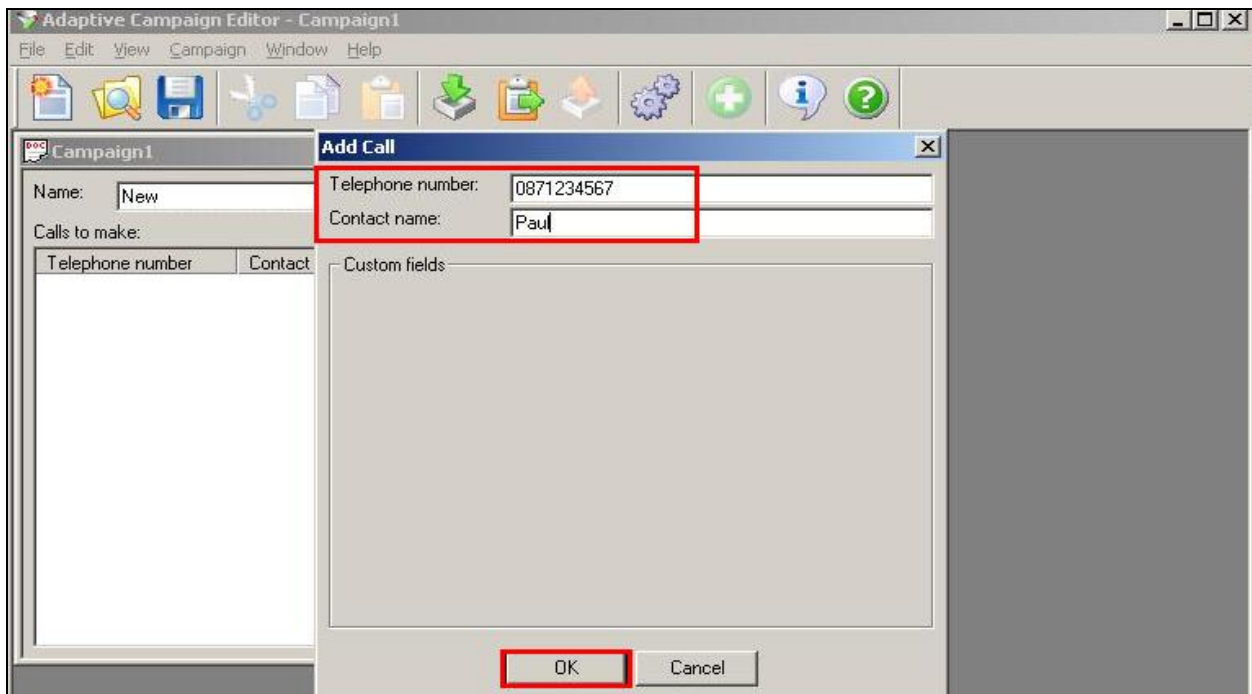 Adaptive Campaign Editor - Campaign1
File Edit View Campaign Window Help
DOC Campaign1
Name: New
Calls to make:
Telephone number Contact
Add Call
Telephone number: 0871234567
Contact name: Paul
Custom fields
OK Cancel